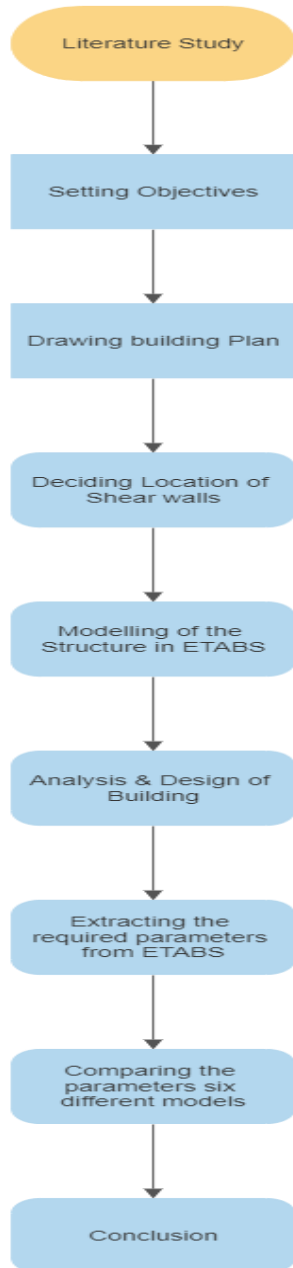 Literature Study
Setting Objectives
Drawing building Plan
Deciding Location of
Shear walls
Modelling of the
Structure in ETABS
Analysis & Design of
Building
Extracting the
required parameters
from ETABS
Comparing the
parameters six
different models
Conclusion